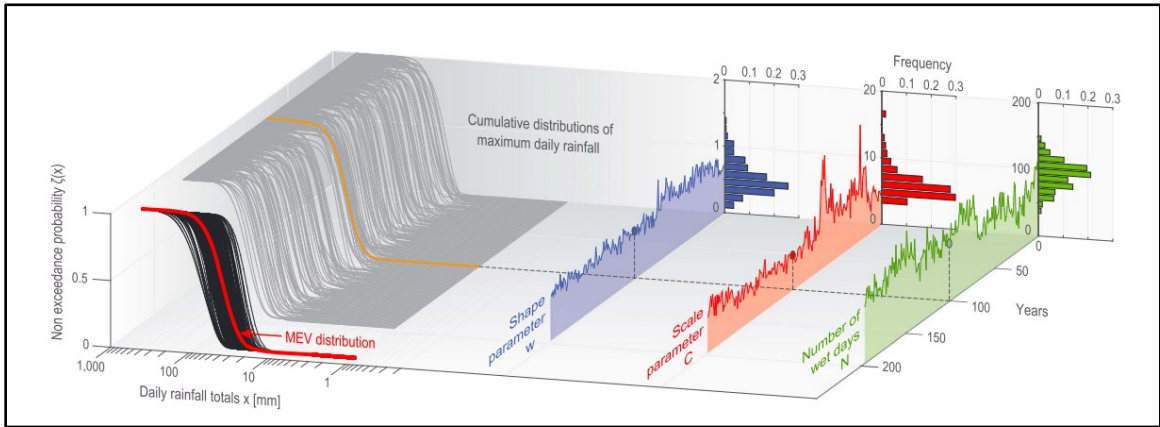 Frequency
0 0.1 0.2 0.3
0 0.1 0.2 0.3
0 0.1 0.2 0.3
2
1
0
20
10
0
200
100
0
0
Cumulative distributions of
maximum daily rainfall
Non exceedance probability ζ(x)
1
0.5
0
MEV distribution
1,000
100
10
1
Daily rainfall totals x [mm]
Shape
parameter
w
Scale
parameter
C
Number of
wet days
N
50
100
150
200
Years